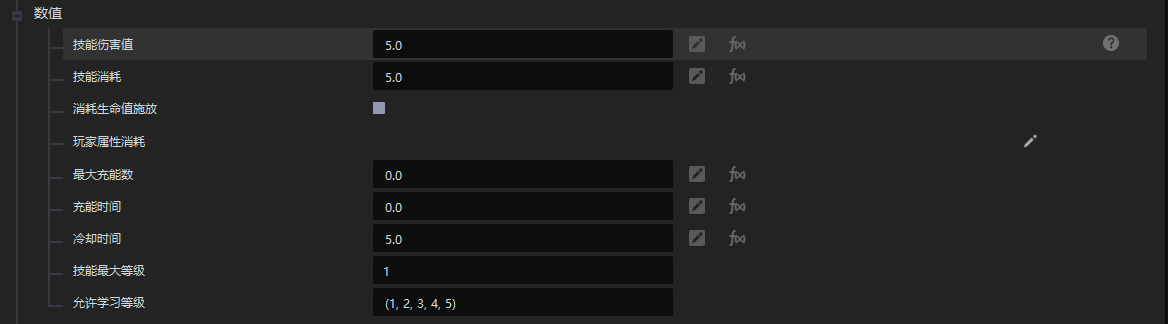 数值
技能伤害值 5.0 f(x) ?
技能消耗 5.0 f(x)
消耗生命值施放
玩家属性消耗
最大充能数 0.0 f(x)
充能时间 0.0 f(x)
冷却时间 5.0 f(x)
技能最大等级 1
允许学习等级 (1, 2, 3, 4, 5)